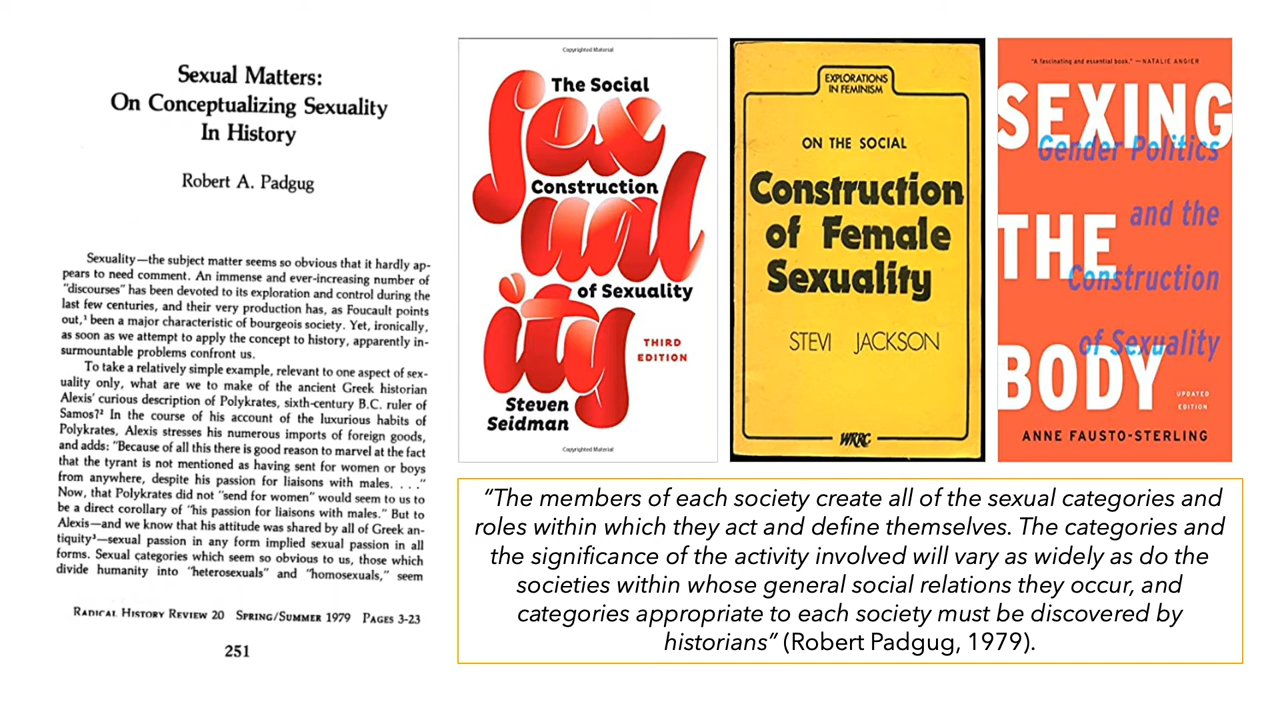 Sexual Matters:
On Conceptualizing Sexuality
In History
Robert A. Padgug
Sexuality—the subject matter seems so obvious that it hardly ap-
pears to need comment. An immense and ever-increasing number of
"discourses" has been devoted to its exploration and control during the
last few centuries, and their very production has, as Foucault points
out,¹ been a major characteristic of bourgeois society. Yet, ironically,
as soon as we attempt to apply the concept to history, apparently in-
surmountable problems confront us.
To take a relatively simple example, relevant to one aspect of sex-
uality only, what are we to make of the ancient Greek historian
Alexis' curious description of Polykrates, sixth-century B.C. ruler of
Samos?² In the course of his account of the luxurious habits of
Polykrates, Alexis stresses his numerous imports of foreign goods,
and adds: "Because of all this there is good reason to marvel at the fact
that the tyrant is not mentioned as having sent for women or boys
from anywhere, despite his passion for liaisons with males. . . ."
Now, that Polykrates did not "send for women" would seem to us to
be a direct corollary of "his passion for liaisons with males." But to
Alexis—and we know that his attitude was shared by all of Greek an-
tiquity³—sexual passion in any form implied sexual passion in all
forms. Sexual categories which seem so obvious to us, those which
divide humanity into "heterosexuals" and "homosexuals," seem
RADICAL HISTORY REVIEW 20 SPRING/SUMMER 1979 PAGES 3-23
251
Copyrighted Material
The Social
sex
Construction
ual
of Sexuality
ity
THIRD
EDITION
Steven
Seidman
Copyrighted Material
EXPLORATIONS
IN FEMINISM
ON THE SOCIAL
Construction
of Female
Sexuality
STEVI JACKSON
WRRC
"A fascinating and essential book." —NATALIE ANGIER
SEXING
Gender Politics
and the
THE
Construction
of Sexuality
BODY
UPDATED
EDITION
ANNE FAUSTO-STERLING
"The members of each society create all of the sexual categories and
roles within which they act and define themselves. The categories and
the significance of the activity involved will vary as widely as do the
societies within whose general social relations they occur, and
categories appropriate to each society must be discovered by
historians" (Robert Padgug, 1979).